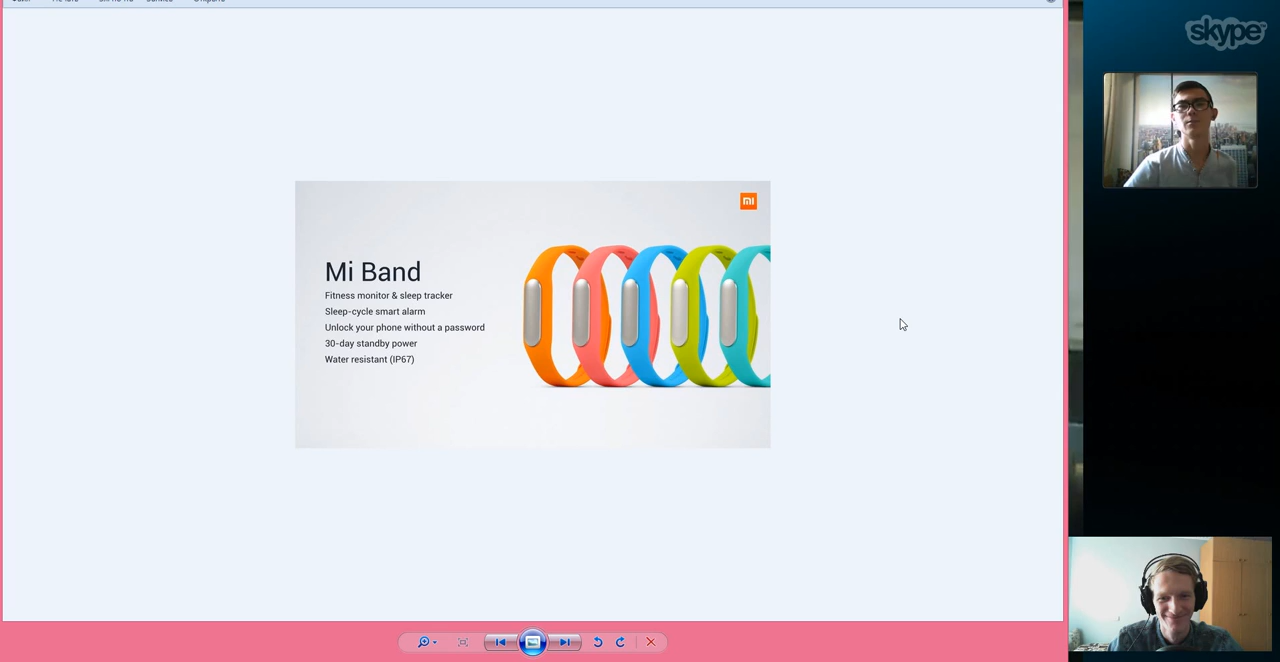 skype
mi
Mi Band
Fitness monitor & sleep tracker
Sleep-cycle smart alarm
Unlock your phone without a password
30-day standby power
Water resistant (IP67)